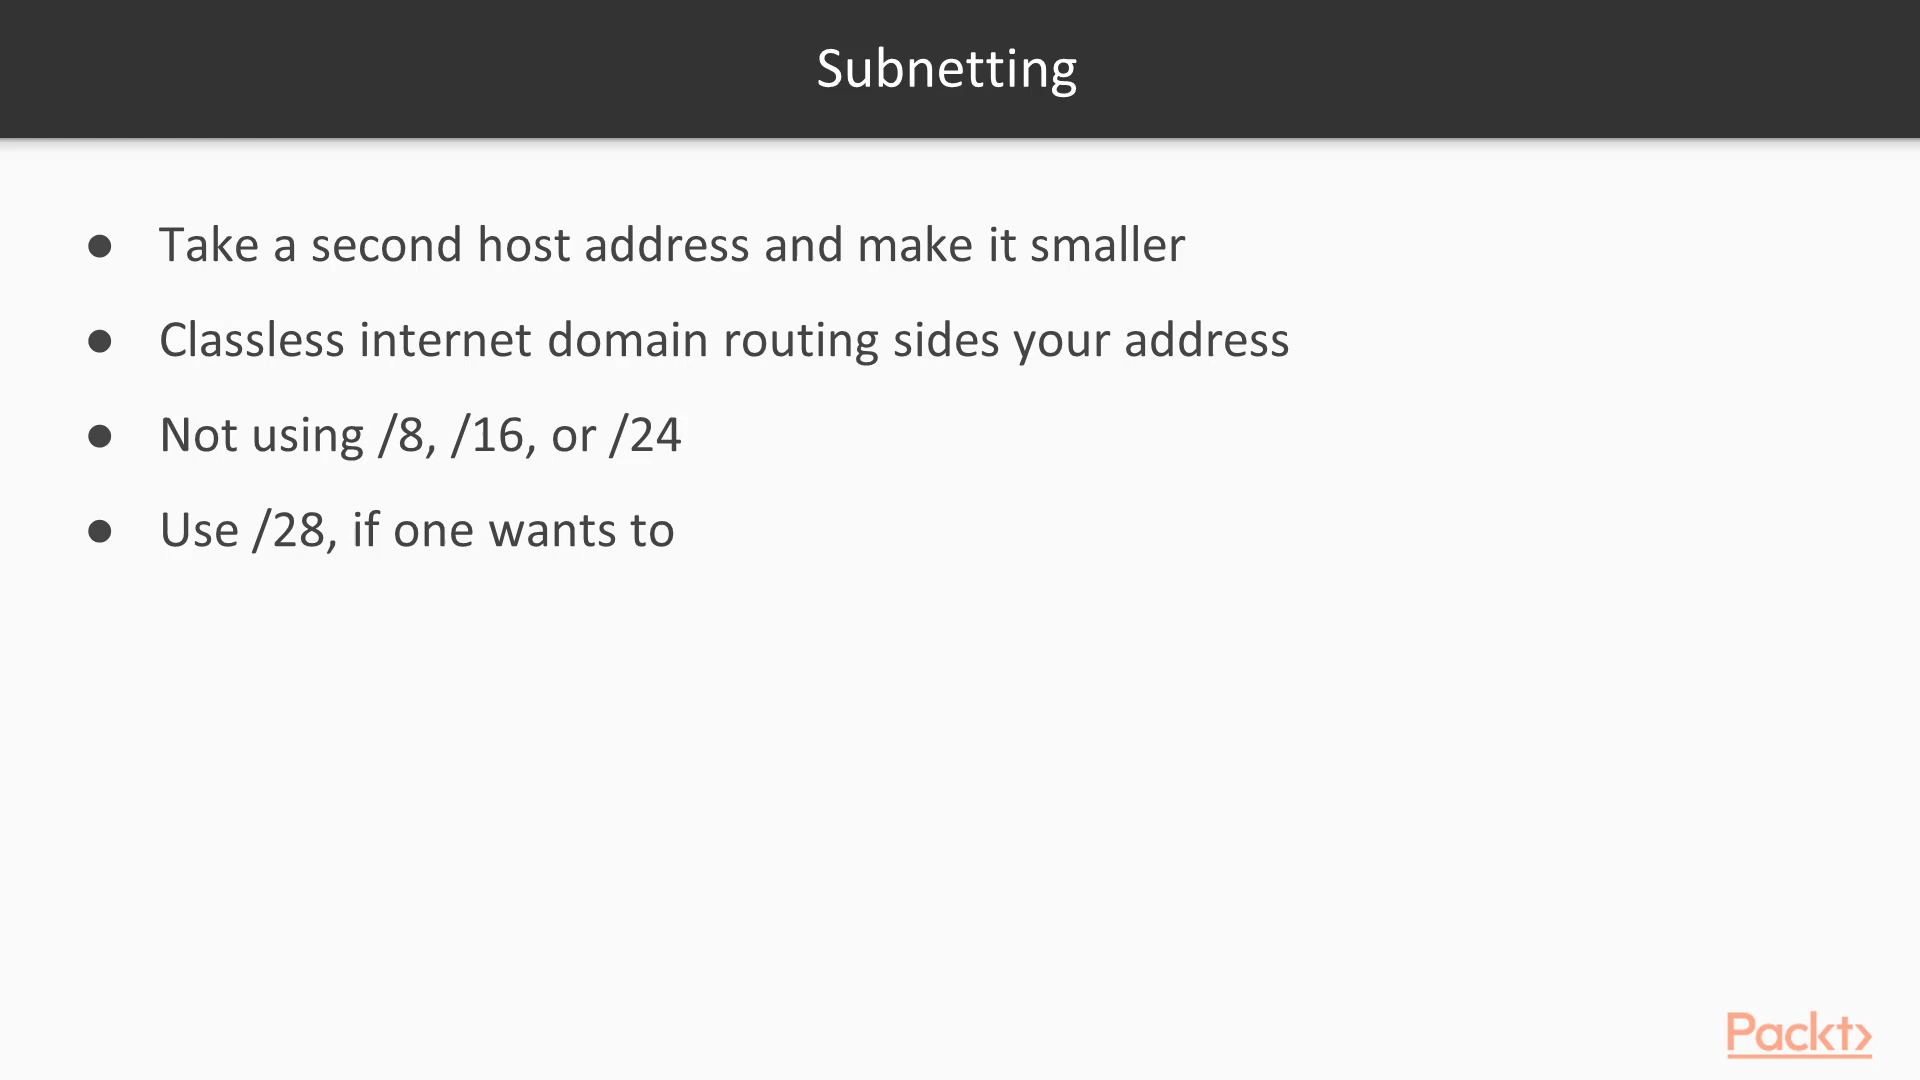 Subnetting
● Take a second host address and make it smaller
● Classless internet domain routing sides your address
● Not using /8, /16, or /24
● Use /28, if one wants to
Packt>